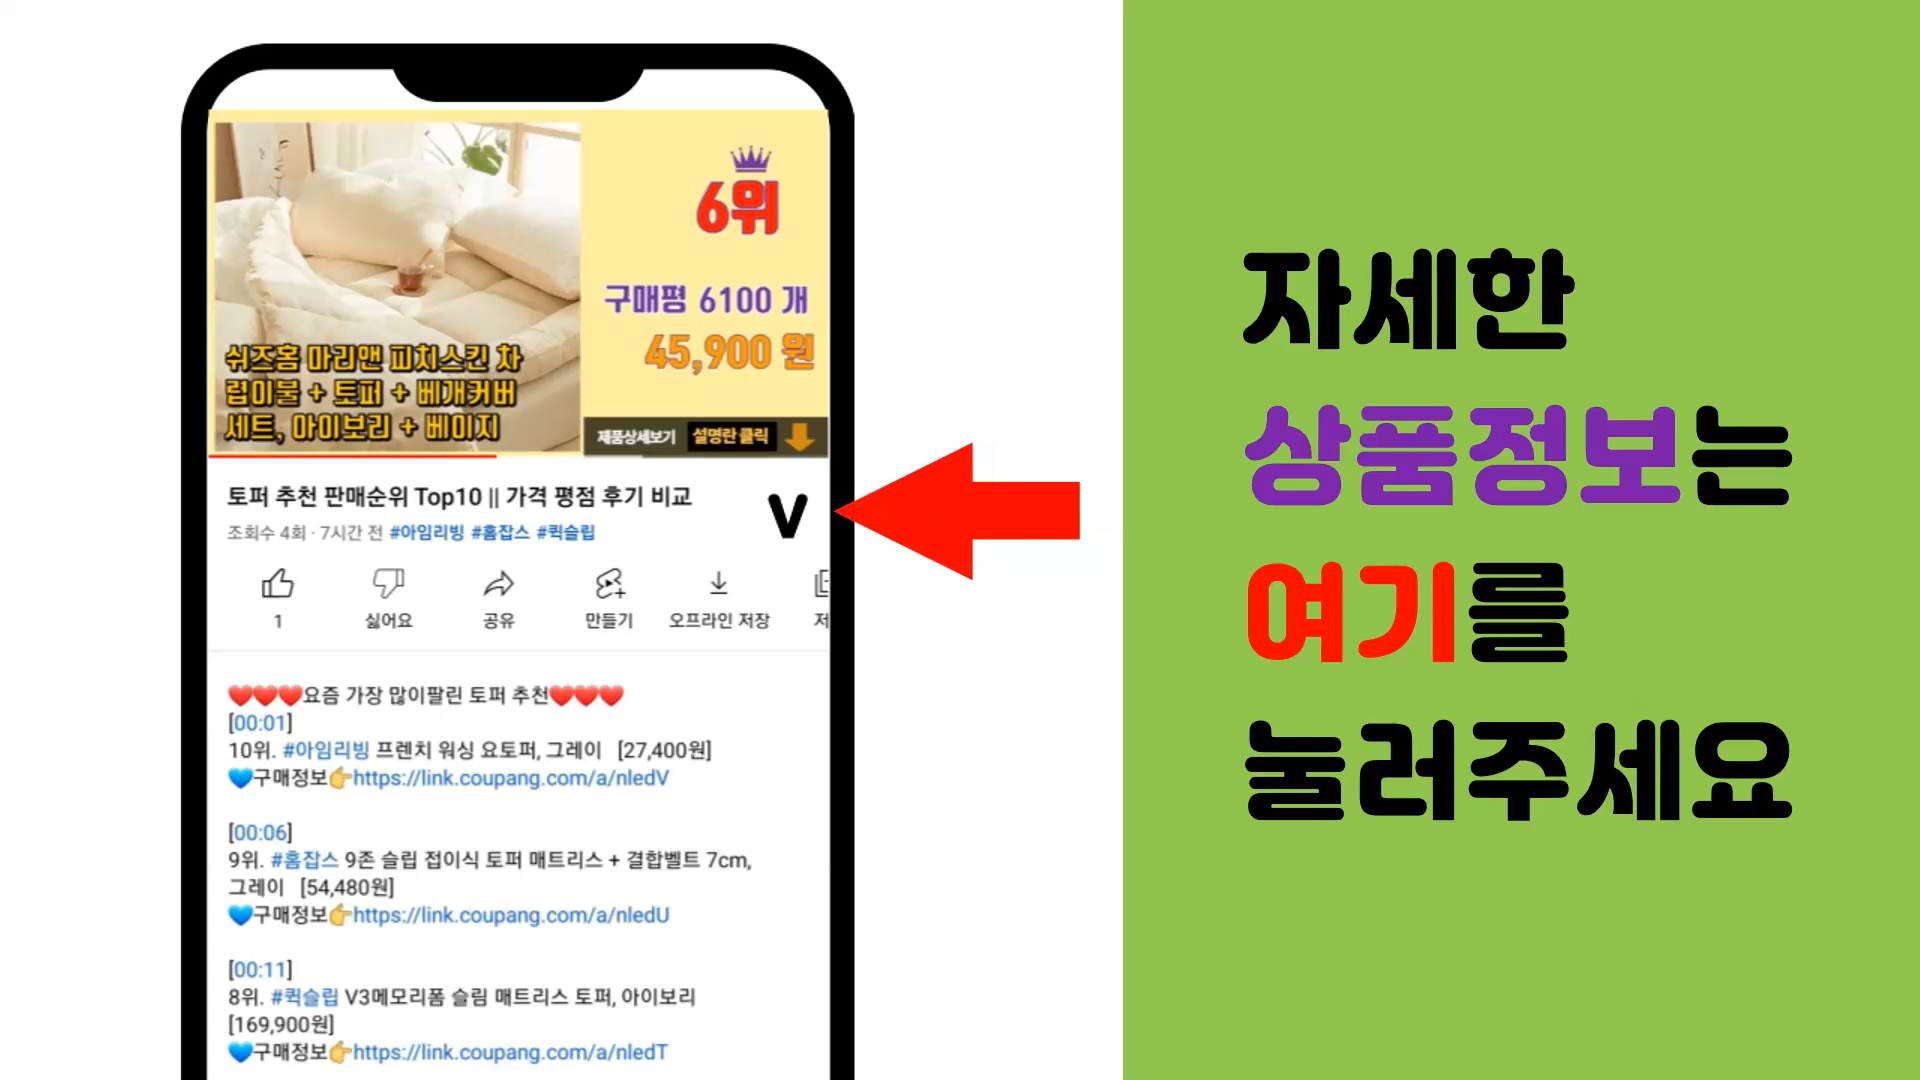 6위
구매평 6100 개
45,900 원
쉬즈홈 마리앤 피치스킨 차
렵이불 + 토퍼 + 베개커버
세트, 아이보리 + 베이지
제품상세보기 설명란 클릭
토퍼 추천 판매순위 Top10 || 가격 평점 후기 비교
V
조회수 4회 · 7시간 전 #아임리빙 #홈잡스 #퀵슬립
1 싫어요 공유 만들기 오프라인 저장 저
❤️❤️❤️요즘 가장 많이팔린 토퍼 추천❤️❤️❤️
[00:01]
10위. #아임리빙 프렌치 워싱 요토퍼, 그레이 [27,400원]
💙구매정보👉https://link.coupang.com/a/nledV
[00:06]
9위. #홈잡스 9존 슬립 접이식 토퍼 매트리스 + 결합벨트 7cm,
그레이 [54,480원]
💙구매정보👉https://link.coupang.com/a/nledU
[00:11]
8위. #퀵슬립 V3메모리폼 슬림 매트리스 토퍼, 아이보리
[169,900원]
💙구매정보👉https://link.coupang.com/a/nledT
자세한
상품정보는
여기를
눌러주세요